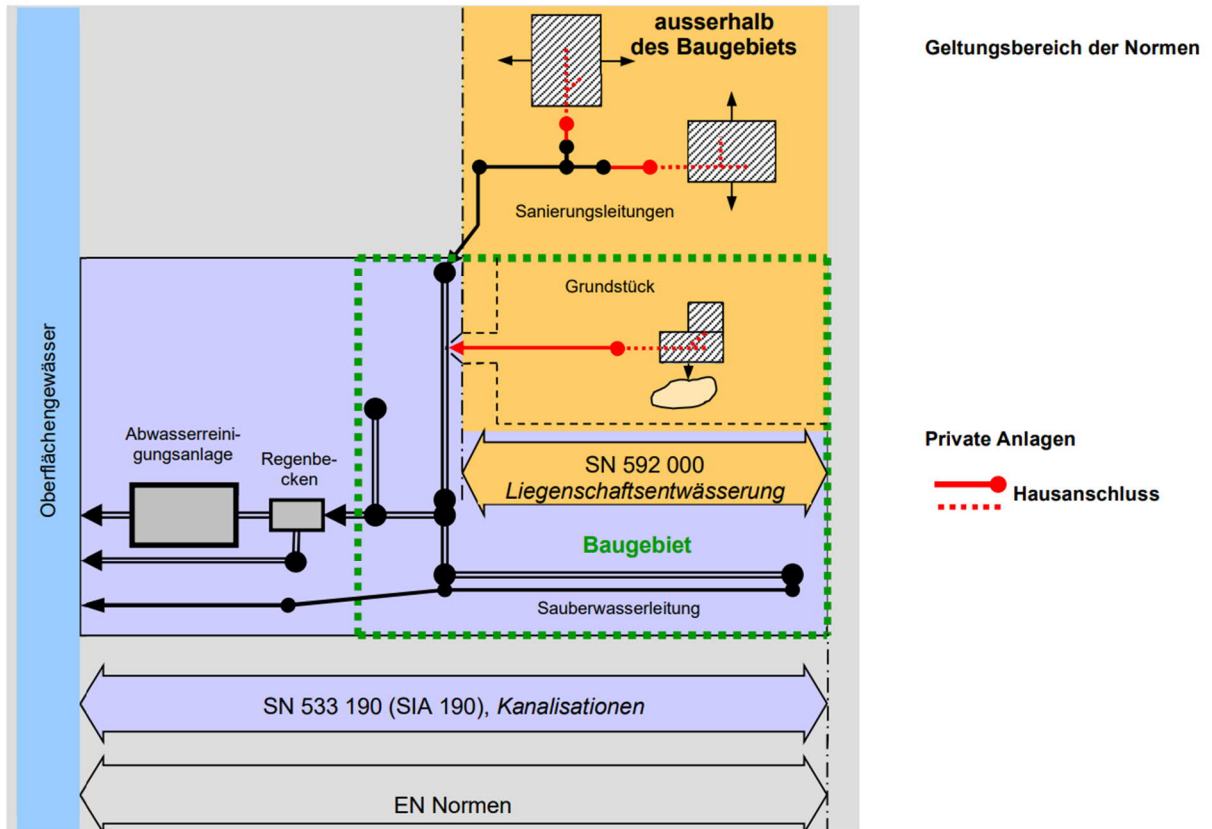 ausserhalb
des Baugebiets
Geltungsbereich der Normen
Sanierungsleitungen
Grundstück
Oberflächengewässer
Abwasserreini-
gungsanlage
Regenbe-
cken
SN 592 000
Liegenschaftsentwässerung
Private Anlagen
Hausanschluss
Baugebiet
Sauberwasserleitung
SN 533 190 (SIA 190), Kanalisationen
EN Normen